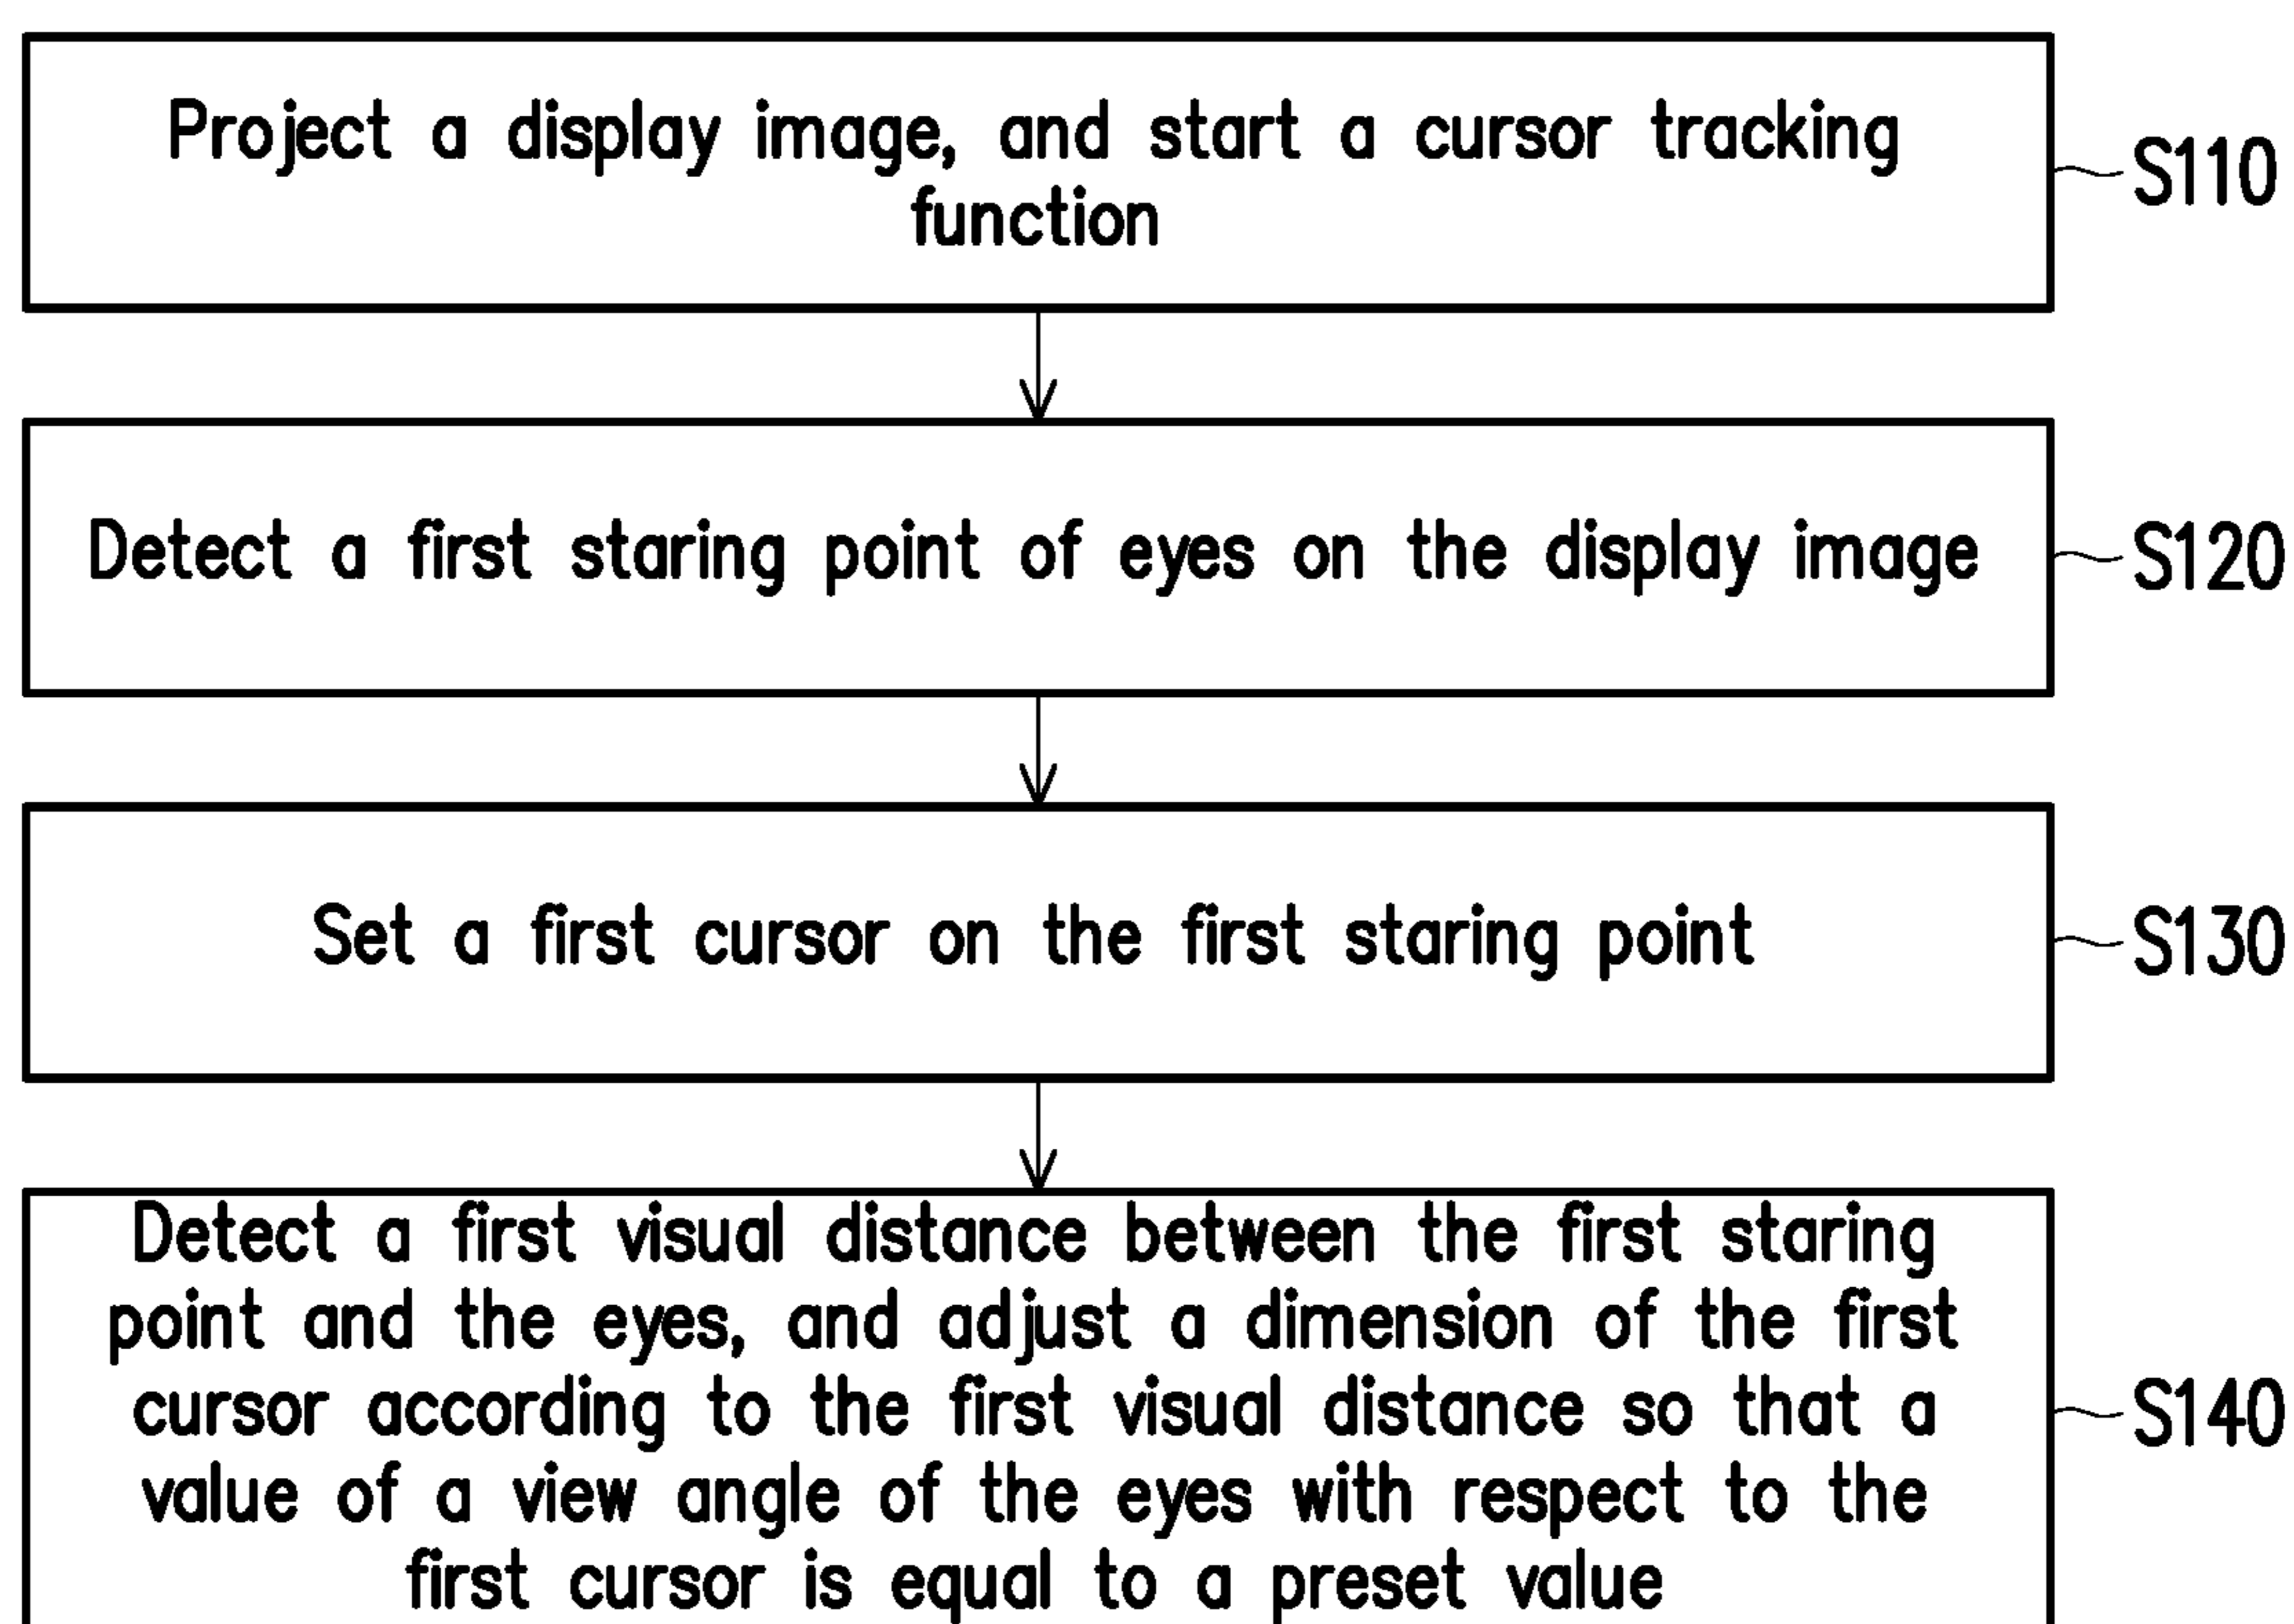 Project a display image, and start a cursor tracking
function
S110
Detect a first staring point of eyes on the display image
S120
Set a first cursor on the first staring point
S130
Detect a first visual distance between the first staring
point and the eyes, and adjust a dimension of the first
cursor according to the first visual distance so that a
value of a view angle of the eyes with respect to the
first cursor is equal to a preset value
S140